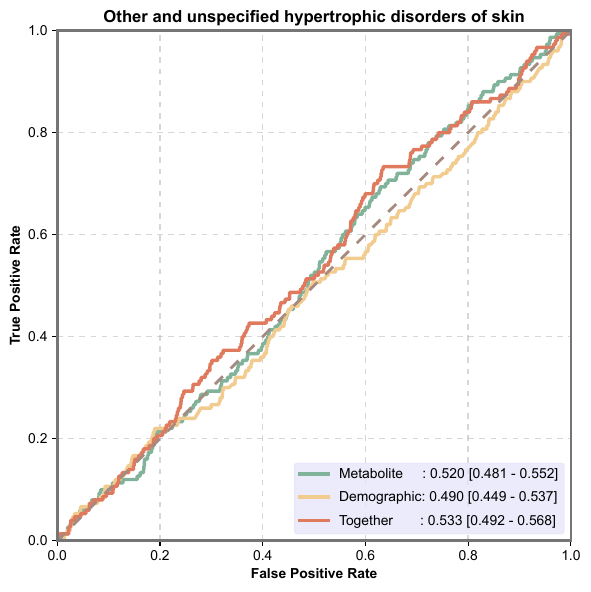 Other and unspecified hypertrophic disorders of skin
1.0
0.8
0.6
0.4
0.2
0.0
True Positive Rate
Metabolite : 0.520 [0.481 - 0.552]
Demographic: 0.490 [0.449 - 0.537]
Together : 0.533 [0.492 - 0.568]
0.0 0.2 0.4 0.6 0.8 1.0
False Positive Rate